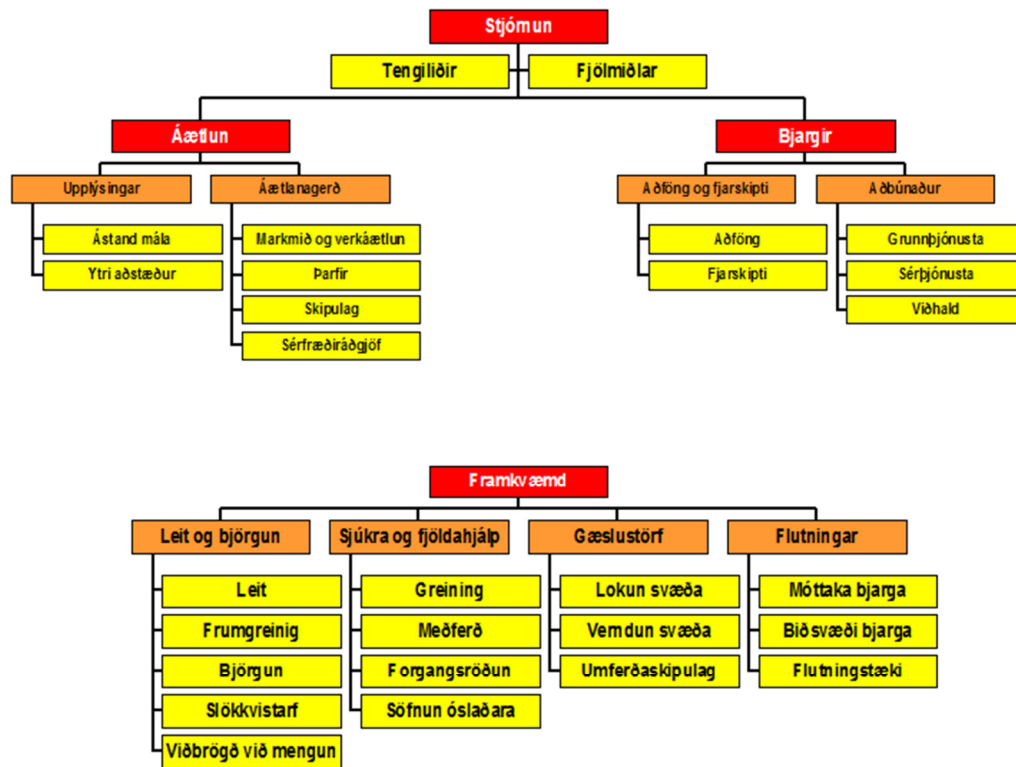 Stjórnun
Tengiliðir
Fjölmiðlar
Áætlun
Bjargir
Upplýsingar
Áætlanagerð
Aðföng og fjarskipti
Aðbúnaður
Ástand mála
Ytri aðstæður
Markmið og verkáætlun
Þarfir
Skipulag
Sérfræðiráðgjöf
Aðföng
Fjarskipti
Grunnþjónusta
Sérþjónusta
Viðhald
Framkvæmd
Leit og björgun
Sjúkra og fjöldahjálp
Gæslustörf
Flutningar
Leit
Frumgreinig
Björgun
Slökkvistarf
Viðbrögð við mengun
Greining
Meðferð
Forgangsröðun
Söfnun óslaðara
Lokun svæða
Verndun svæða
Umferðaskipulag
Móttaka bjarga
Biðsvæði bjarga
Flutningstæki